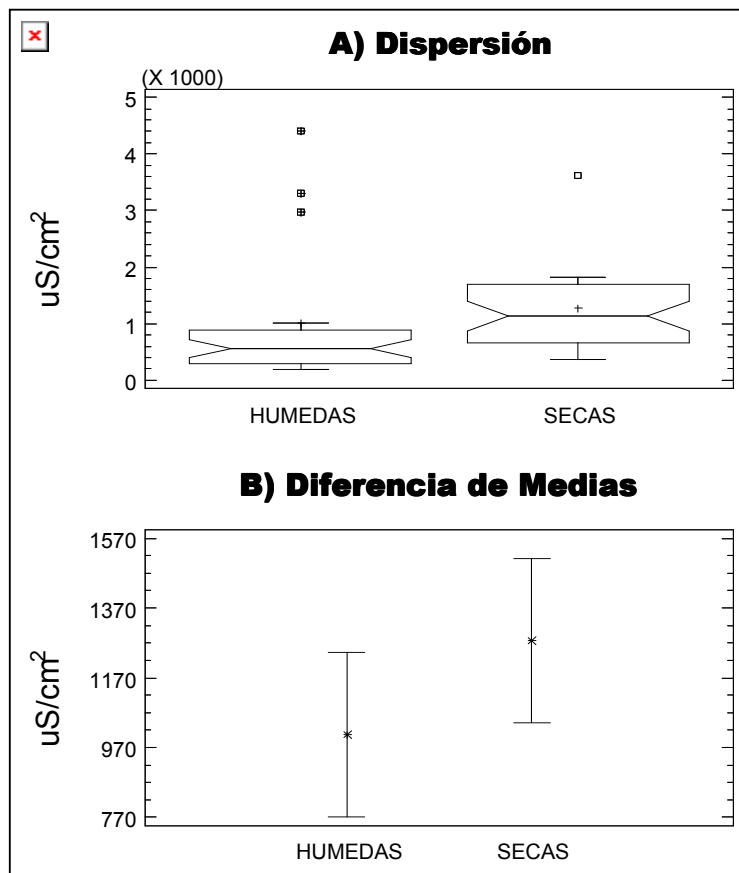 A) Dispersión
(X 1000)
5
4
3
2
1
0
uS/cm²
HUMEDAS SECAS
B) Diferencia de Medias
1570
1370
1170
970
770
uS/cm²
HUMEDAS SECAS